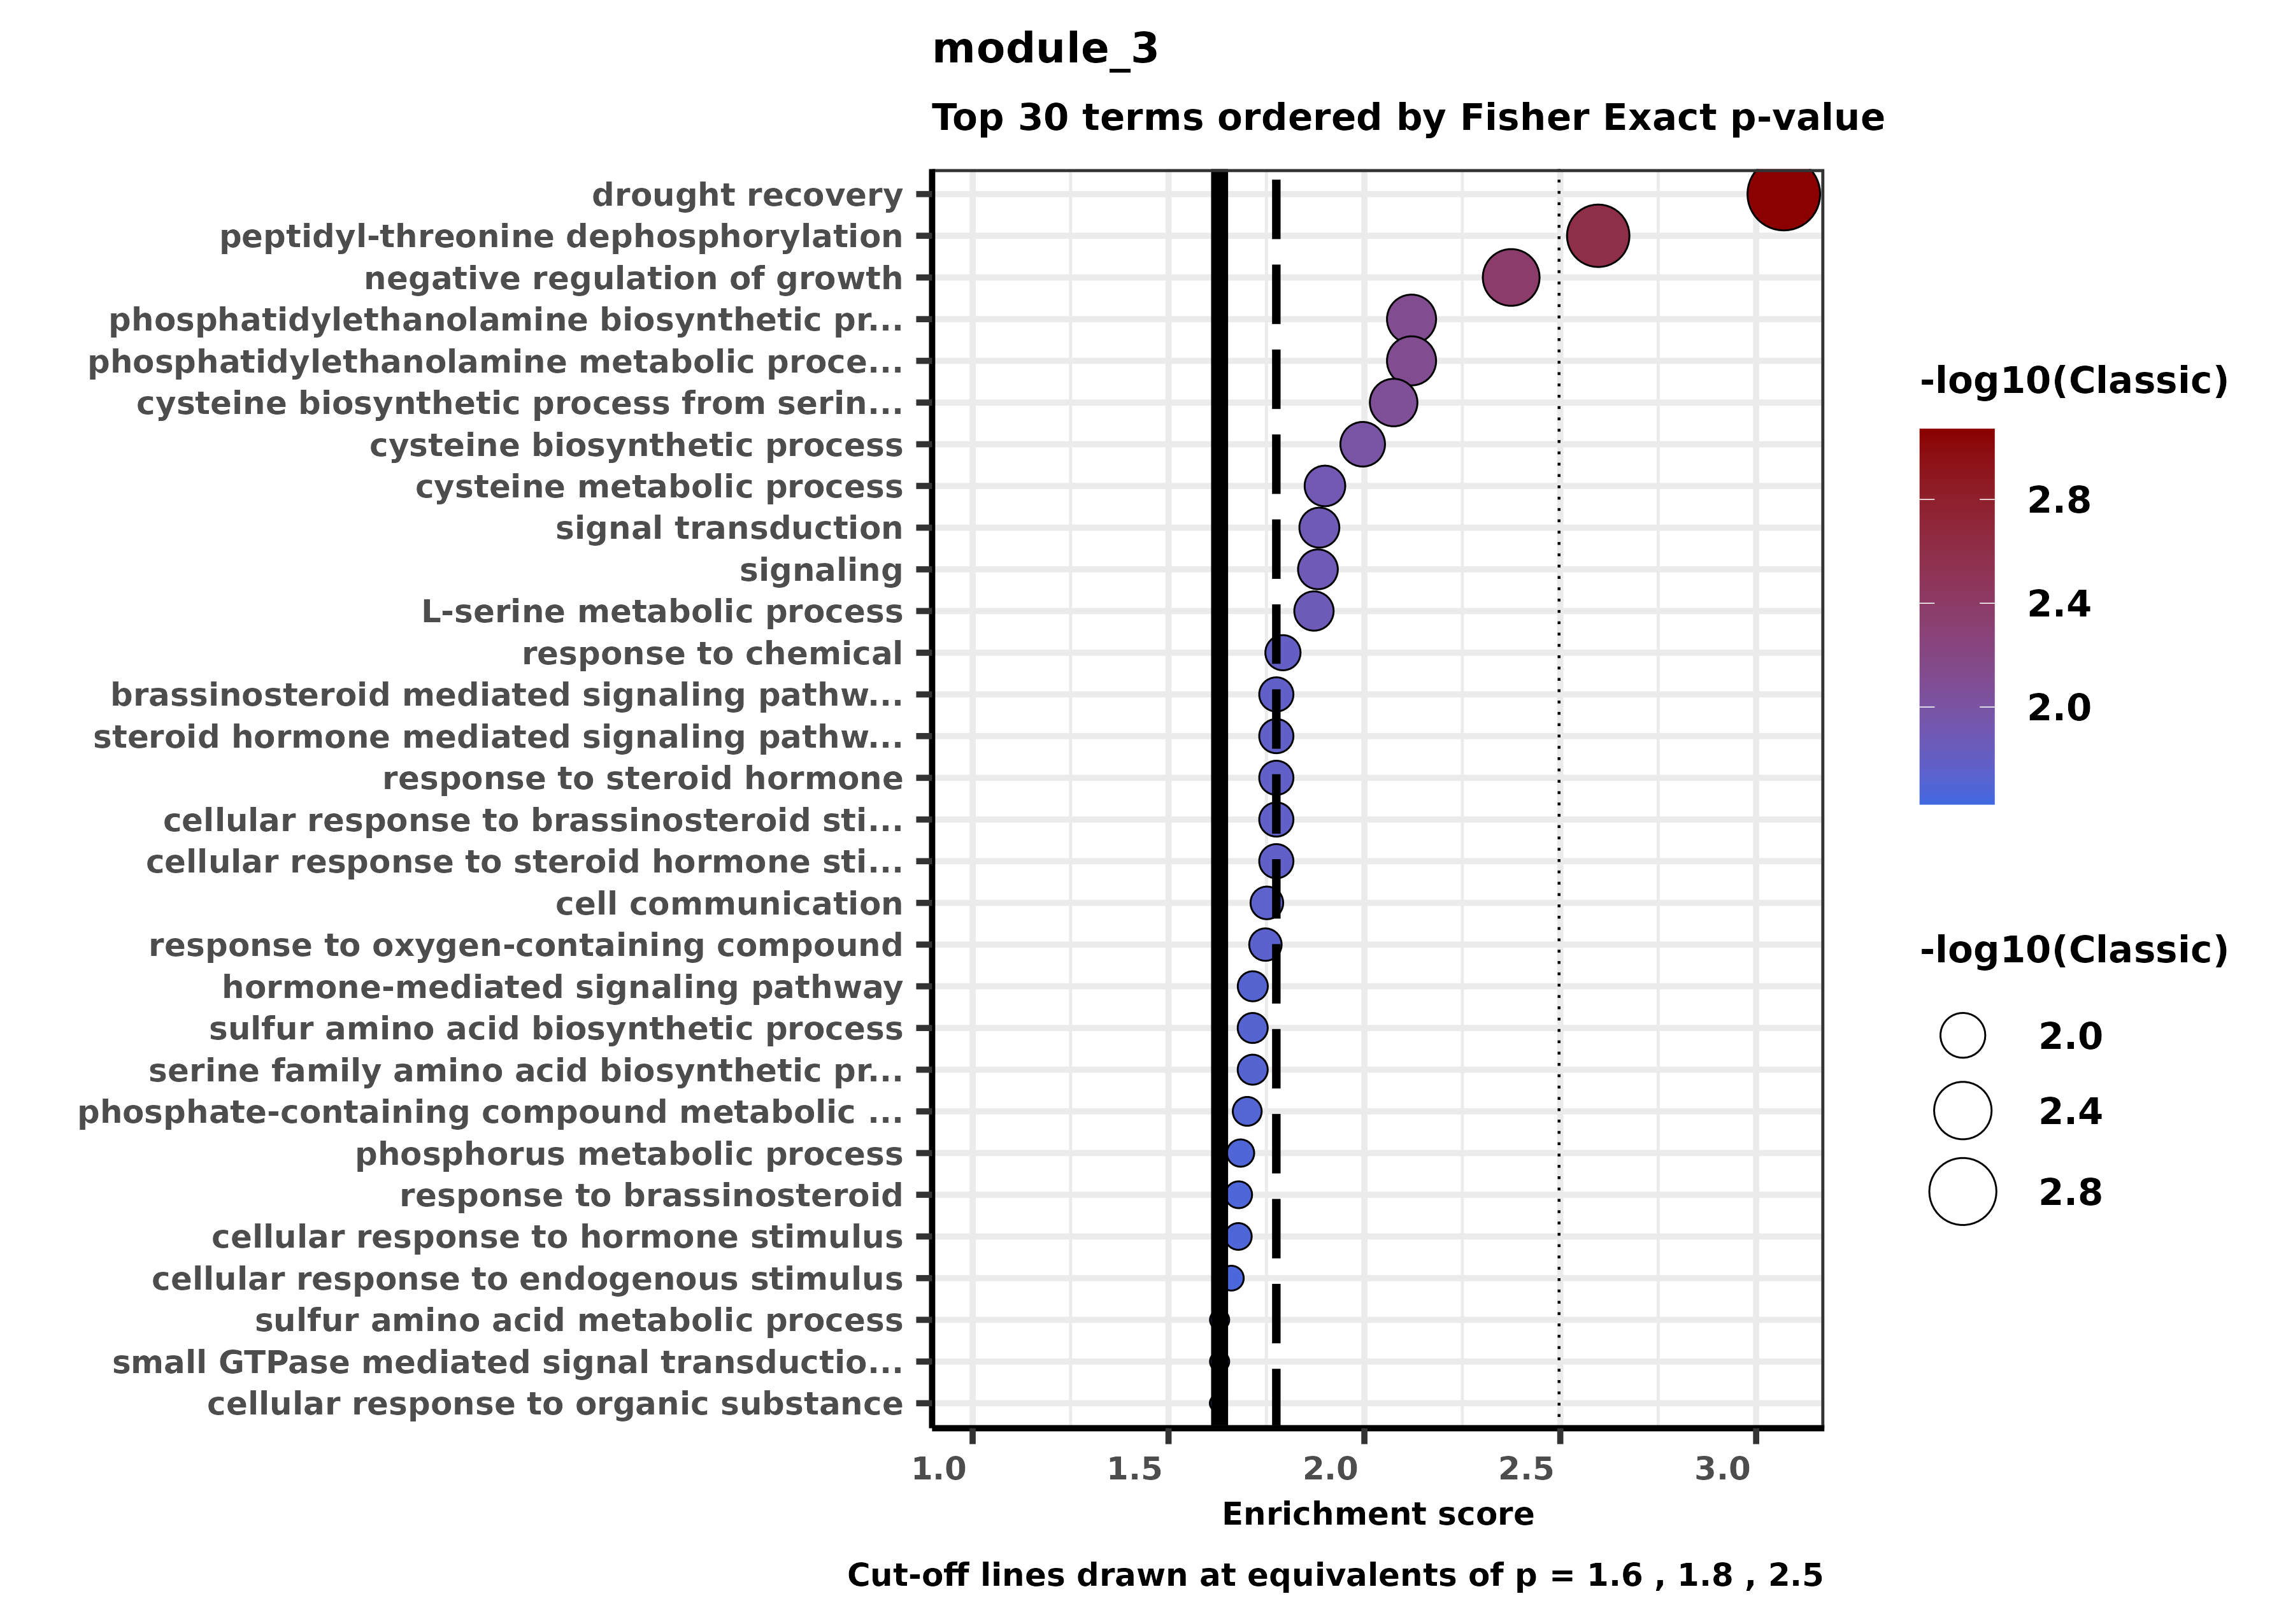 module_3
Top 30 terms ordered by Fisher Exact p-value
drought recovery
peptidyl-threonine dephosphorylation
negative regulation of growth
phosphatidylethanolamine biosynthetic pr...
phosphatidylethanolamine metabolic proce...
cysteine biosynthetic process from serin...
cysteine biosynthetic process
cysteine metabolic process
signal transduction
signaling
L-serine metabolic process
response to chemical
brassinosteroid mediated signaling pathw...
steroid hormone mediated signaling pathw...
response to steroid hormone
cellular response to brassinosteroid sti...
cellular response to steroid hormone sti...
cell communication
response to oxygen-containing compound
hormone-mediated signaling pathway
sulfur amino acid biosynthetic process
serine family amino acid biosynthetic pr...
phosphate-containing compound metabolic ...
phosphorus metabolic process
response to brassinosteroid
cellular response to hormone stimulus
cellular response to endogenous stimulus
sulfur amino acid metabolic process
small GTPase mediated signal transductio...
cellular response to organic substance
1.0 1.5 2.0 2.5 3.0
Enrichment score
Cut-off lines drawn at equivalents of p = 1.6 , 1.8 , 2.5
-log10(Classic)
2.8
2.4
2.0
-log10(Classic)
2.0
2.4
2.8